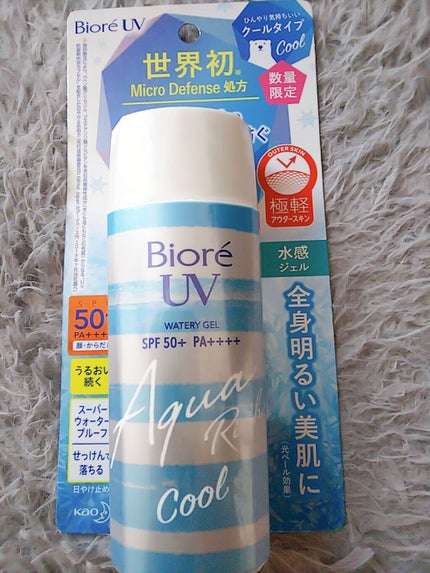 Bioré UV
ひんやり気持ちいい
クールタイプ
Cool
数量
限定
世界初
Micro Defense 処方
OUTER SKIN
極軽
アウタースキン
Bioré
UV
WATERY GEL
SPF 50+ PA++++
Aqua
Cool
水感
ジェル
全身明るい美肌に
(光ベール効果)
SPF
50+
PA++++
顔・からだ
うるおい
続く
スーパー
ウォーター
プルーフ
せっけんで
落ちる
日やけ止め
Kao